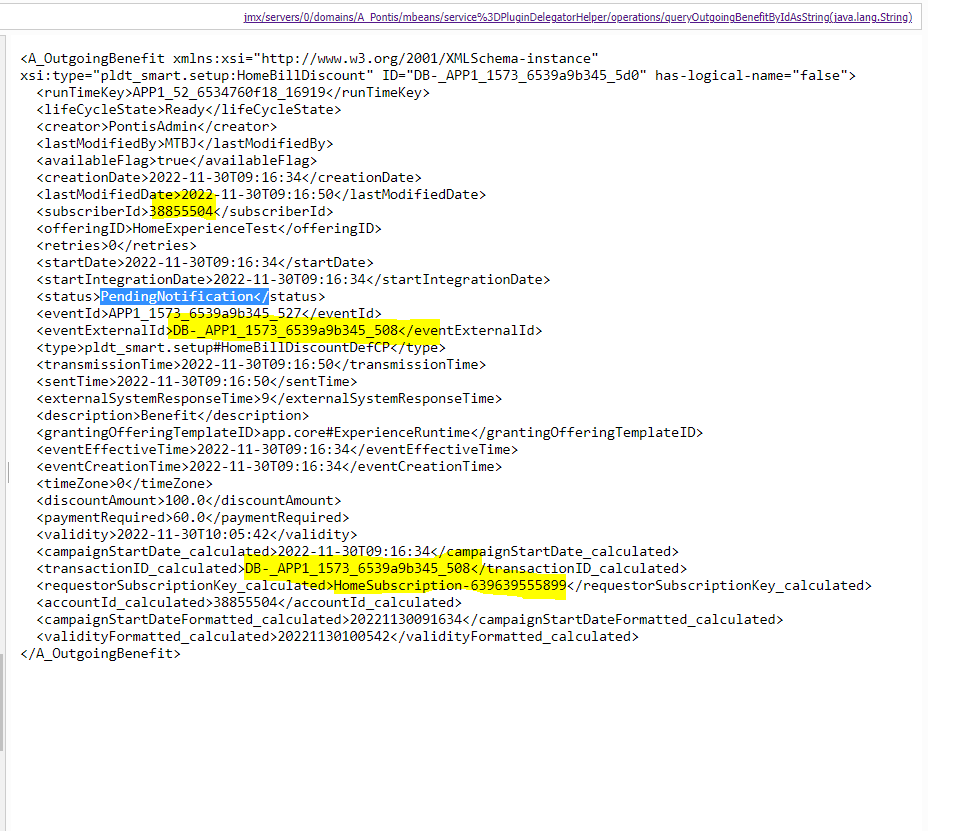 jmx/servers/0/domains/A_Pontis/mbeans/service%3DPluginDelegatorHelper/operations/queryOutgoingBenefitByIdAsString(java.lang.String)
<A_OutgoingBenefit xmlns:xsi="http://www.w3.org/2001/XMLSchema-instance"
xsi:type="pldt_smart.setup:HomeBillDiscount" ID="DB-_APP1_1573_6539a9b345_5d0" has-logical-name="false">
<runTimeKey>APP1_52_6534760f18_16919</runTimeKey>
<lifeCycleState>Ready</lifeCycleState>
<creator>PontisAdmin</creator>
<lastModifiedBy>MTBJ</lastModifiedBy>
<availableFlag>true</availableFlag>
<creationDate>2022-11-30T09:16:34</creationDate>
<lastModifiedDate>2022-11-30T09:16:50</lastModifiedDate>
<subscriberId>38855504</subscriberId>
<offeringID>HomeExperienceTest</offeringID>
<retries>0</retries>
<startDate>2022-11-30T09:16:34</startDate>
<startIntegrationDate>2022-11-30T09:16:34</startIntegrationDate>
<status>PendingNotification</status>
<eventId>APP1_1573_6539a9b345_527</eventId>
<eventExternalId>DB-_APP1_1573_6539a9b345_508</eventExternalId>
<type>pldt_smart.setup#HomeBillDiscountDefCP</type>
<transmissionTime>2022-11-30T09:16:50</transmissionTime>
<sentTime>2022-11-30T09:16:50</sentTime>
<externalSystemResponseTime>9</externalSystemResponseTime>
<description>Benefit</description>
<grantingOfferingTemplateID>app.core#ExperienceRuntime</grantingOfferingTemplateID>
<eventEffectiveTime>2022-11-30T09:16:34</eventEffectiveTime>
<eventCreationTime>2022-11-30T09:16:34</eventCreationTime>
<timeZone>0</timeZone>
<discountAmount>100.0</discountAmount>
<paymentRequired>60.0</paymentRequired>
<validity>2022-11-30T10:05:42</validity>
<campaignStartDate_calculated>2022-11-30T09:16:34</campaignStartDate_calculated>
<transactionID_calculated>DB-_APP1_1573_6539a9b345_508</transactionID_calculated>
<requestorSubscriptionKey_calculated>HomeSubscription-639639555899</requestorSubscriptionKey_calculated>
<accountId_calculated>38855504</accountId_calculated>
<campaignStartDateFormatted_calculated>20221130091634</campaignStartDateFormatted_calculated>
<validityFormatted_calculated>20221130100542</validityFormatted_calculated>
</A_OutgoingBenefit>